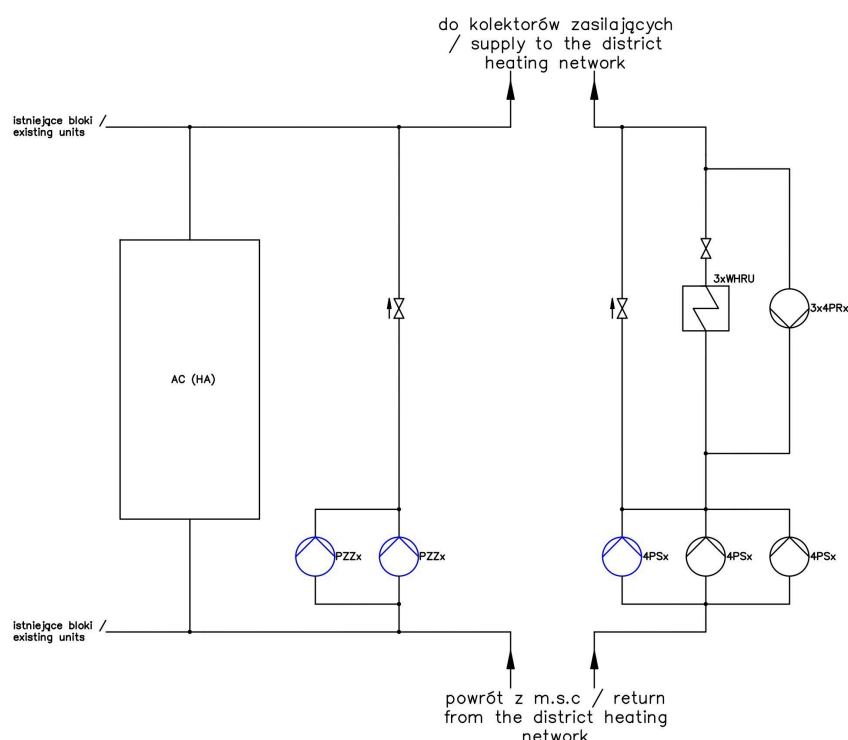 do kolektorów zasilających
/ supply to the district
heating network
istniejące bloki /
existing units
3xWHRU
3x4PRx
AC (HA)
PZZx
PZZx
4PSx
4PSx
4PSx
istniejące bloki /
existing units
powrót z m.s.c / return
from the district heating
network